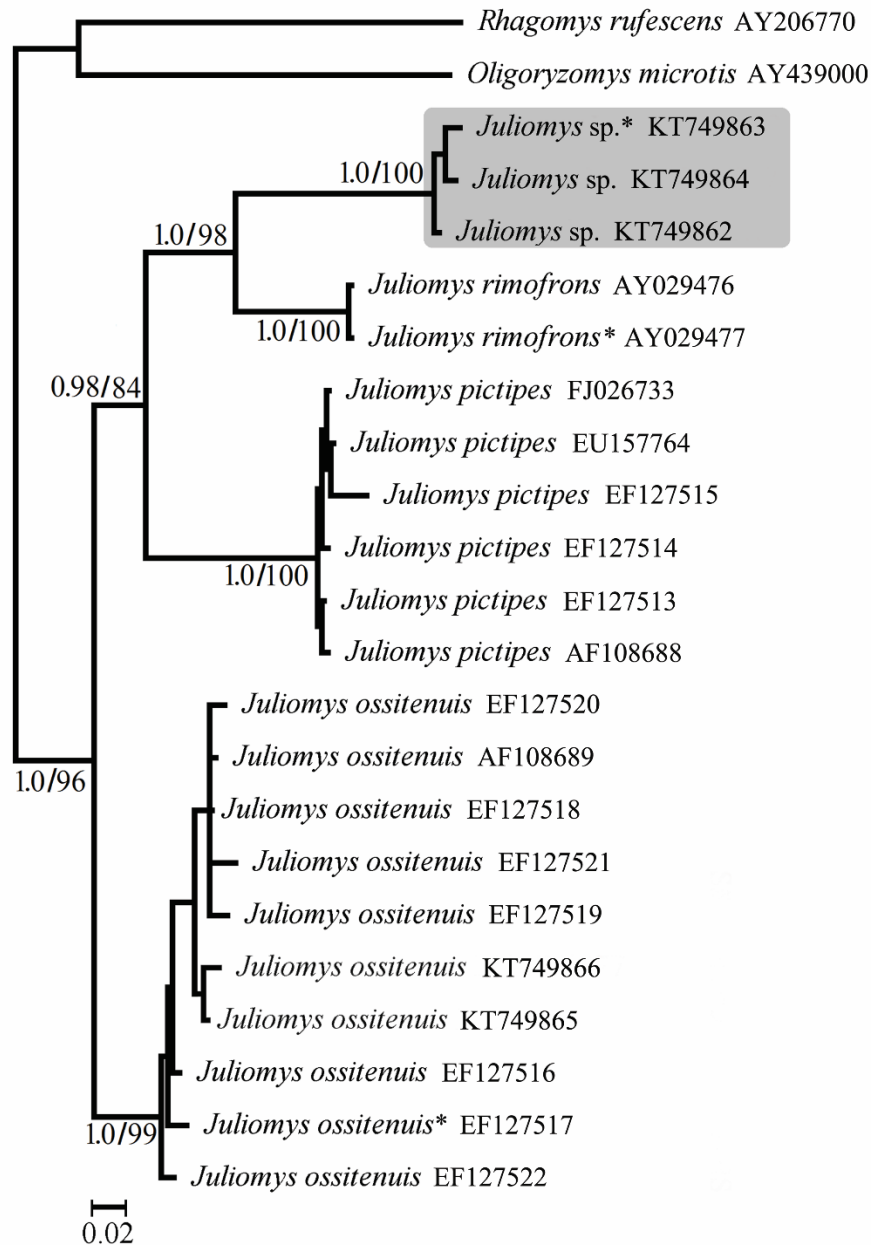 Rhagomys rufescens AY206770
Oligoryzomys microtis AY439000
Juliomys sp.* KT749863
1.0/100
Juliomys sp. KT749864
Juliomys sp. KT749862
1.0/98
Juliomys rimofrons AY029476
1.0/100
Juliomys rimofrons* AY029477
0.98/84
Juliomys pictipes FJ026733
Juliomys pictipes EU157764
Juliomys pictipes EF127515
Juliomys pictipes EF127514
1.0/100
Juliomys pictipes EF127513
Juliomys pictipes AF108688
Juliomys ossitenuis EF127520
Juliomys ossitenuis AF108689
1.0/96
Juliomys ossitenuis EF127518
Juliomys ossitenuis EF127521
Juliomys ossitenuis EF127519
Juliomys ossitenuis KT749866
Juliomys ossitenuis KT749865
Juliomys ossitenuis EF127516
Juliomys ossitenuis* EF127517
1.0/99
Juliomys ossitenuis EF127522
0.02